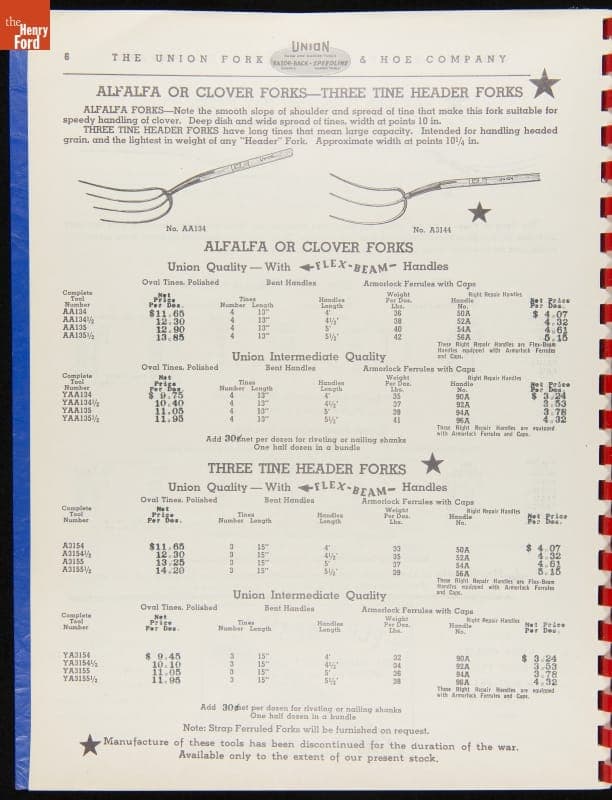 the
Henry
Ford
6 THE UNION FORK UNION RAZOR-BACK SPEEDLINE & HOE COMPANY
ALFALFA OR CLOVER FORKS—THREE TINE HEADER FORKS
ALFALFA FORKS—Note the smooth slope of shoulder and spread of tine that make this fork suitable for
speedy handling of clover. Deep dish and wide spread of tines, width at points 10 in.
THREE TINE HEADER FORKS have long tines that mean large capacity. Intended for handling headed
grain, and the lightest in weight of any "Header" Fork. Approximate width at points 10¼ in.
No. AA134 No. A3144
ALFALFA OR CLOVER FORKS
Union Quality — With FLEX-BEAM Handles
Oval Tines, Polished Bent Handles Armorlock Ferrules with Caps
Complete Tool Number Net Price Per Doz. Tines Number Length Handles Length Weight Per Doz. Lbs. Right Repair Handles Handle No. Net Price Per Doz.
AA134 $11.65 4 13" 4' 36 50A $ 4.07
AA134½ 12.30 4 13" 4½' 38 52A 4.32
AA135 12.90 4 13" 5' 40 54A 4.61
AA135½ 13.85 4 13" 5½' 42 56A 5.15
These Right Repair Handles are Flex-Beam
Handles equipped with Armorlock Ferrules
and Caps.
Union Intermediate Quality
Oval Tines, Polished Bent Handles Armorlock Ferrules with Caps
Complete Tool Number Net Price Per Doz. Tines Number Length Handles Length Weight Per Doz. Lbs. Right Repair Handles Handle No. Net Price Per Doz.
YAA134 $ 9.75 4 13" 4' 35 90A $ 3.24
YAA134½ 10.40 4 13" 4½' 37 92A 3.53
YAA135 11.05 4 13" 5' 39 94A 3.78
YAA135½ 11.95 4 13" 5½' 41 96A 4.32
These Right Repair Handles are equipped
with Armorlock Ferrules and Caps.
Add 30¢ net per dozen for riveting or nailing shanks
One half dozen in a bundle
THREE TINE HEADER FORKS
Union Quality — With FLEX-BEAM Handles
Oval Tines, Polished Bent Handles Armorlock Ferrules with Caps
Complete Tool Number Net Price Per Doz. Tines Number Length Handles Length Weight Per Doz. Lbs. Right Repair Handles Handle No. Net Price Per Doz.
A3154 $11.65 3 15" 4' 33 50A $ 4.07
A3154½ 12.30 3 15" 4½' 35 52A 4.32
A3155 13.25 3 15" 5' 37 54A 4.61
A3155½ 14.20 3 15" 5½' 39 56A 5.15
These Right Repair Handles are Flex-Beam
Handles equipped with Armorlock Ferrules
and Caps.
Union Intermediate Quality
Oval Tines, Polished Bent Handles Armorlock Ferrules with Caps
Complete Tool Number Net Price Per Doz. Tines Number Length Handles Length Weight Per Doz. Lbs. Right Repair Handles Handle No. Net Price Per Doz.
YA3154 $ 9.45 3 15" 4' 32 90A $ 3.24
YA3154½ 10.10 3 15" 4½' 34 92A 3.53
YA3155 11.05 3 15" 5' 36 94A 3.78
YA3155½ 11.95 3 15" 5½' 38 96A 4.32
These Right Repair Handles are equipped
with Armorlock Ferrules and Caps.
Add 30¢ net per dozen for riveting or nailing shanks
One half dozen in a bundle
Note: Strap Ferruled Forks will be furnished on request.
Manufacture of these tools has been discontinued for the duration of the war.
Available only to the extent of our present stock.